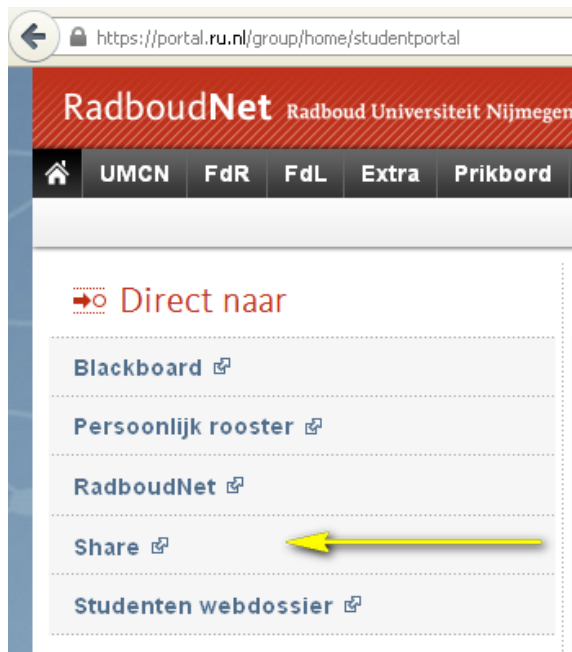 https://portal.ru.nl/group/home/studentportal
RadboudNet Radboud Universiteit Nijmegen
UMCN FdR FdL Extra Prikbord
Direct naar
Blackboard
Persoonlijk rooster
RadboudNet
Share
Studenten webdossier